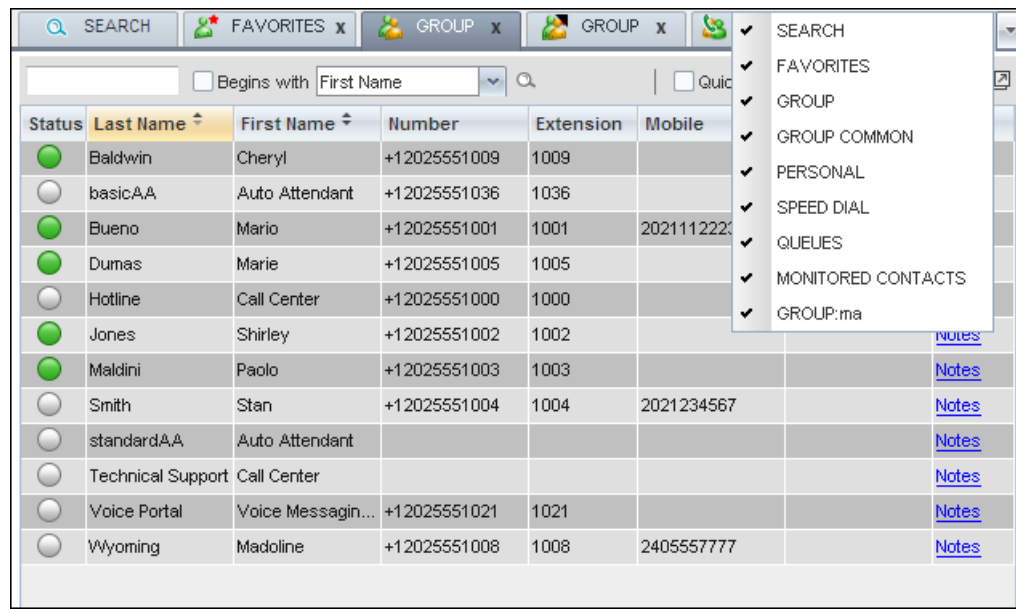 SEARCH FAVORITES x GROUP x GROUP x
Begins with First Name Quic
Status Last Name First Name Number Extension Mobile
Baldwin Cheryl +12025551009 1009
basicAA Auto Attendant +12025551036 1036
Bueno Mario +12025551001 1001 2021112223
Dumas Marie +12025551005 1005
Hotline Call Center +12025551000 1000
Jones Shirley +12025551002 1002 Notes
Maldini Paolo +12025551003 1003 Notes
Smith Stan +12025551004 1004 2021234567 Notes
standardAA Auto Attendant Notes
Technical Support Call Center Notes
Voice Portal Voice Messagin... +12025551021 1021 Notes
Wyoming Madoline +12025551008 1008 2405557777 Notes
SEARCH
FAVORITES
GROUP
GROUP COMMON
PERSONAL
SPEED DIAL
QUEUES
MONITORED CONTACTS
GROUP:ma